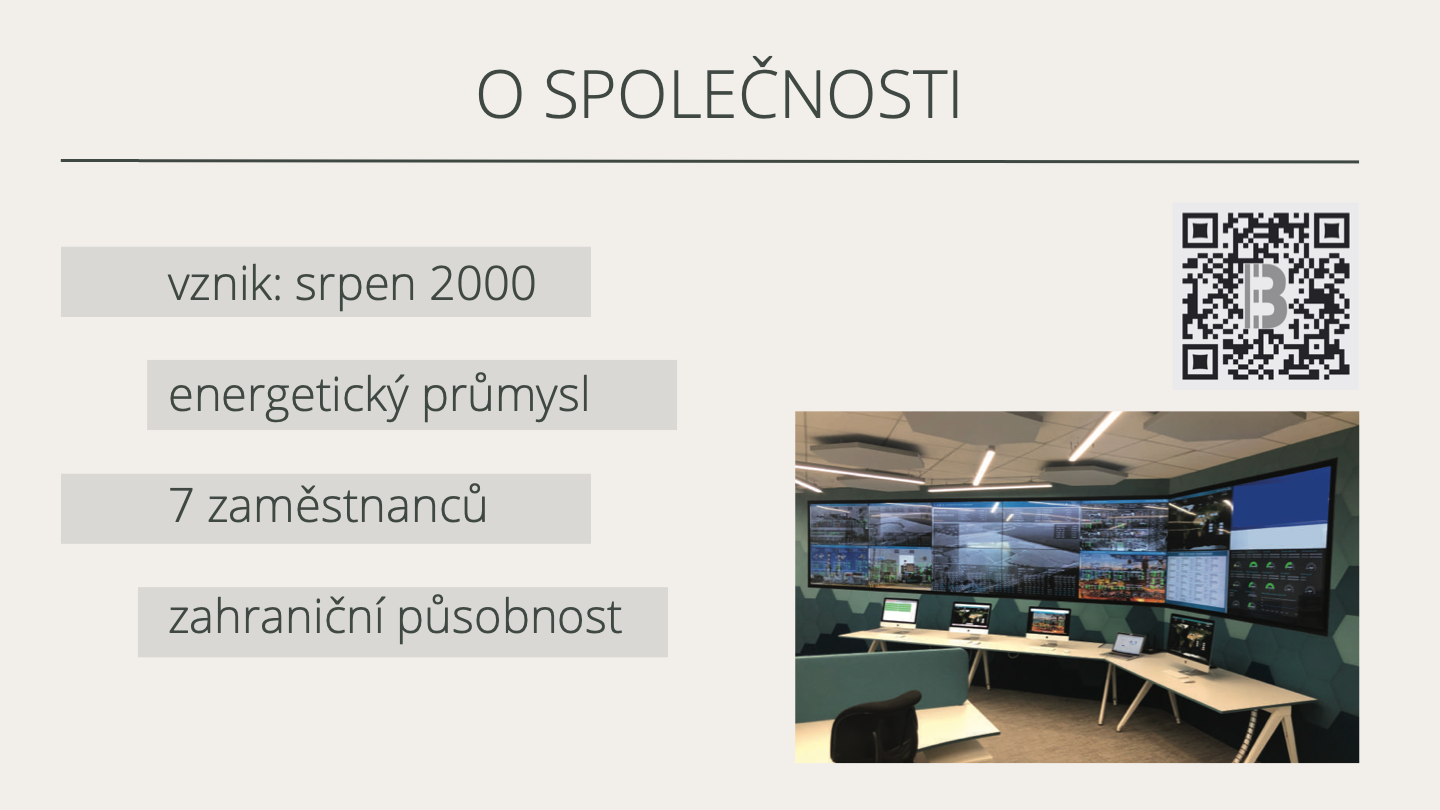 O SPOLEČNOSTI
vznik: srpen 2000
energetický průmysl
7 zaměstnanců
zahraniční působnost
B